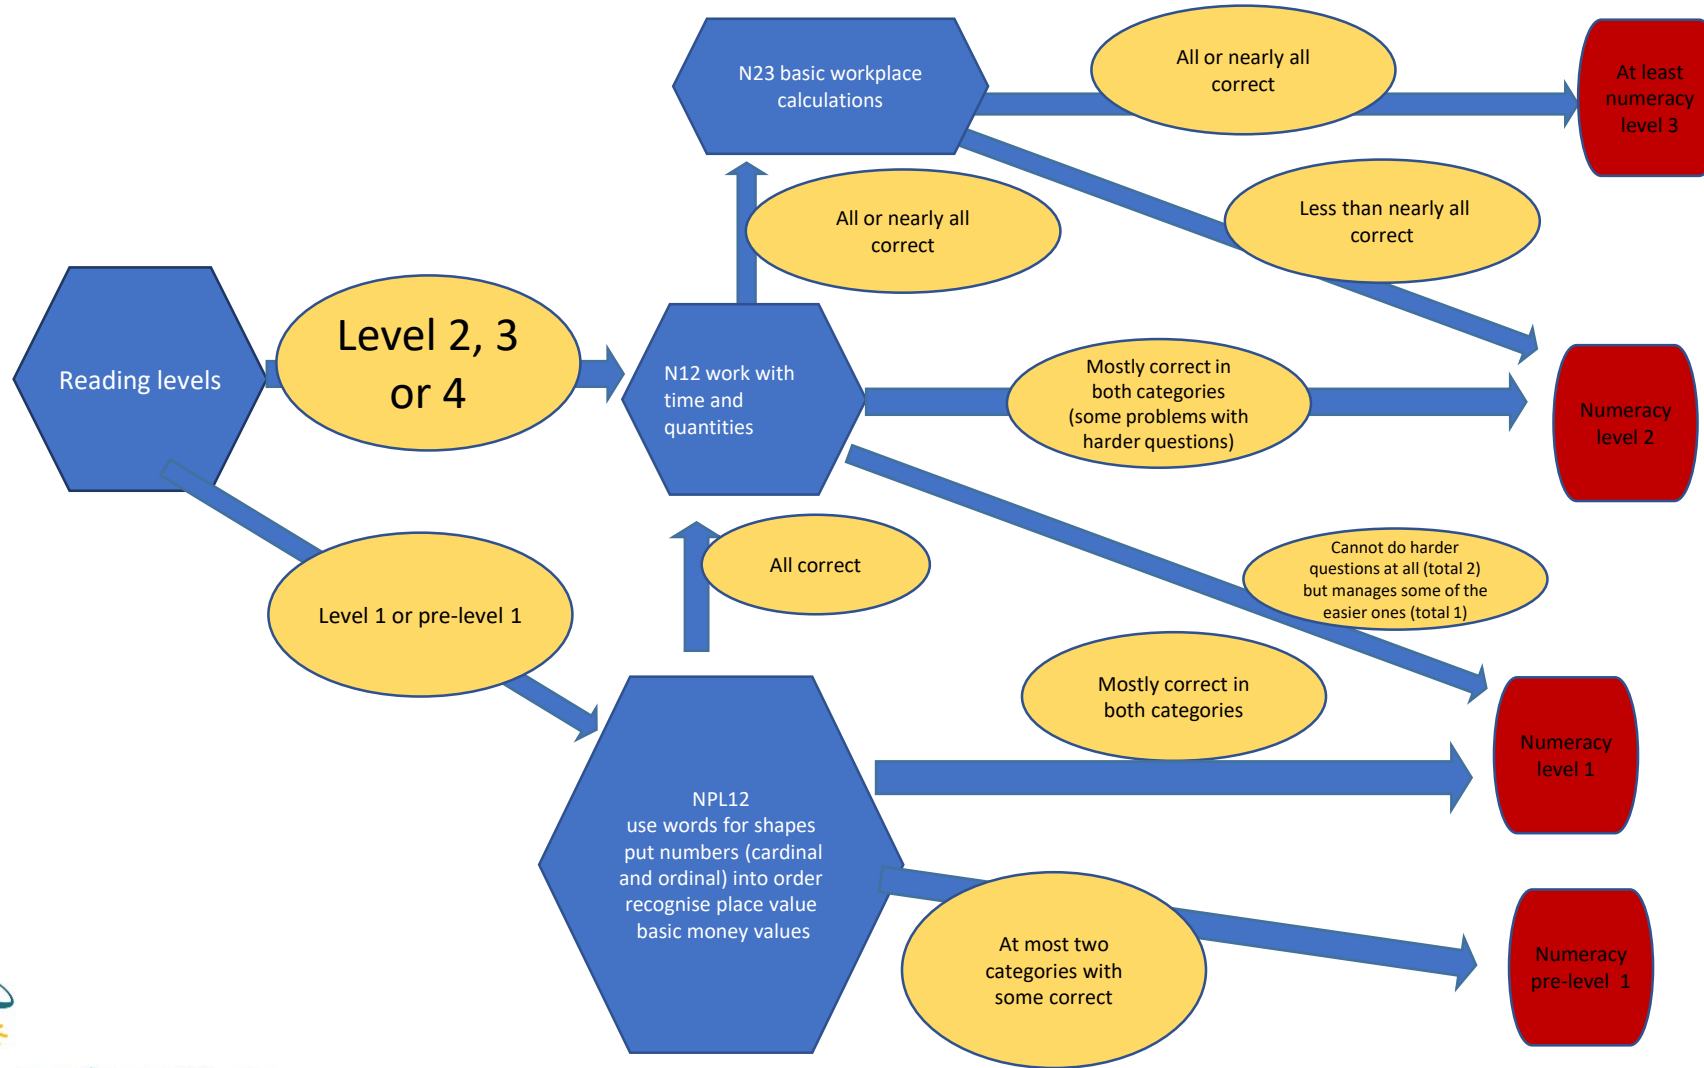 N23 basic workplace
calculations
All or nearly all
correct
At least
numeracy
level 3
All or nearly all
correct
Less than nearly all
correct
Reading levels
Level 2, 3
or 4
N12 work with
time and
quantities
Mostly correct in
both categories
(some problems with
harder questions)
Numeracy
level 2
All correct
Cannot do harder
questions at all (total 2)
but manages some of the
easier ones (total 1)
Level 1 or pre-level 1
Mostly correct in
both categories
Numeracy
level 1
NPL12
use words for shapes
put numbers (cardinal
and ordinal) into order
recognise place value
basic money values
At most two
categories with
some correct
Numeracy
pre-level 1